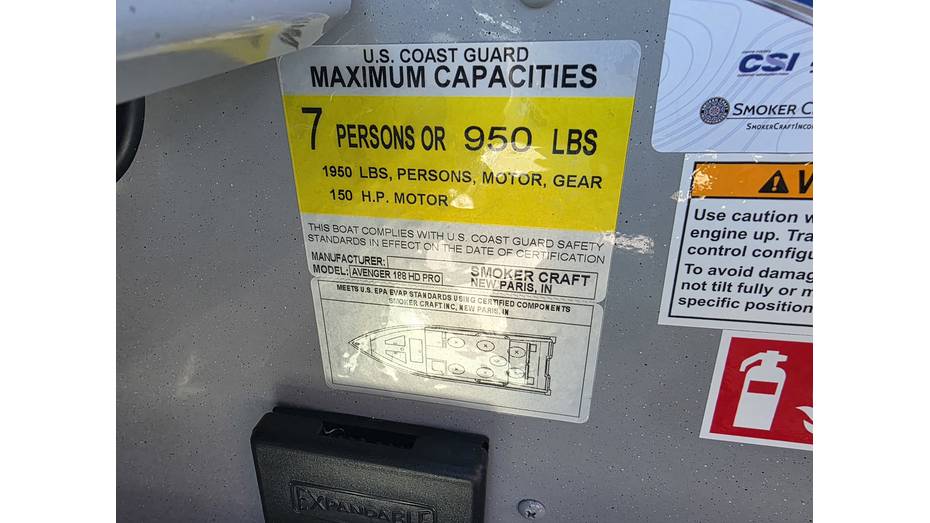 U.S. COAST GUARD
MAXIMUM CAPACITIES
7 PERSONS OR 950 LBS
1950 LBS, PERSONS, MOTOR, GEAR
150 H.P. MOTOR
THIS BOAT COMPLIES WITH U.S. COAST GUARD SAFETY
STANDARDS IN EFFECT ON THE DATE OF CERTIFICATION
MANUFACTURER: SMOKER CRAFT
MODEL: AVENGER 188 HD PRO NEW PARIS, IN
MEETS U.S. EPA EVAP STANDARDS USING CERTIFIED COMPONENTS
SMOKER CRAFT INC, NEW PARIS, IN
CSI
SMOKER C
SMOKERCRAFTINCO
W
Use caution w
engine up. Tra
control configu
To avoid damag
not tilt fully or m
specific position
EXPANDABLE